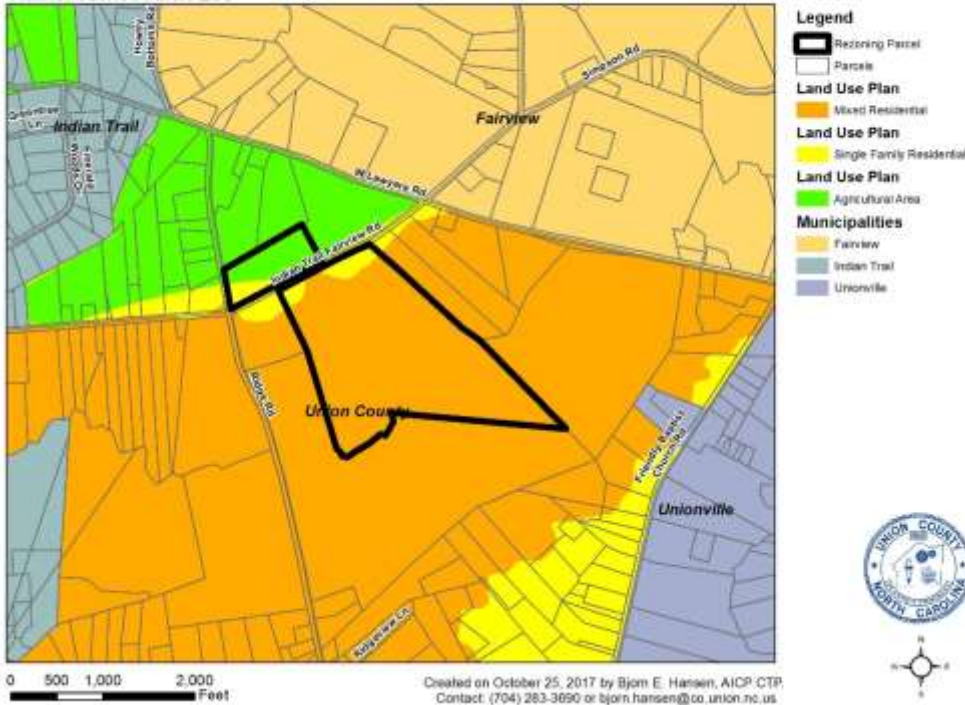 Legend
Rezoning Parcel
Parcels
Land Use Plan
Mixed Residential
Land Use Plan
Single Family Residential
Land Use Plan
Agricultural Area
Municipalities
Fairview
Indian Trail
Unionville
Simpson Rd
Fairview
Indian Trail
W Lawyers Rd
Indian Trail Fairview Rd
Ridge Rd
Union County
Friendly Baptist
Church Rd
Unionville
Ridgeview Ln
UNION COUNTY
NORTH CAROLINA
N
W
E
S
0 500 1,000 2,000
Feet
Created on October 25, 2017 by Bjorn E. Hansen, AICP CTP.
Contact: (704) 283-3690 or bjorn.hansen@co.union.nc.us